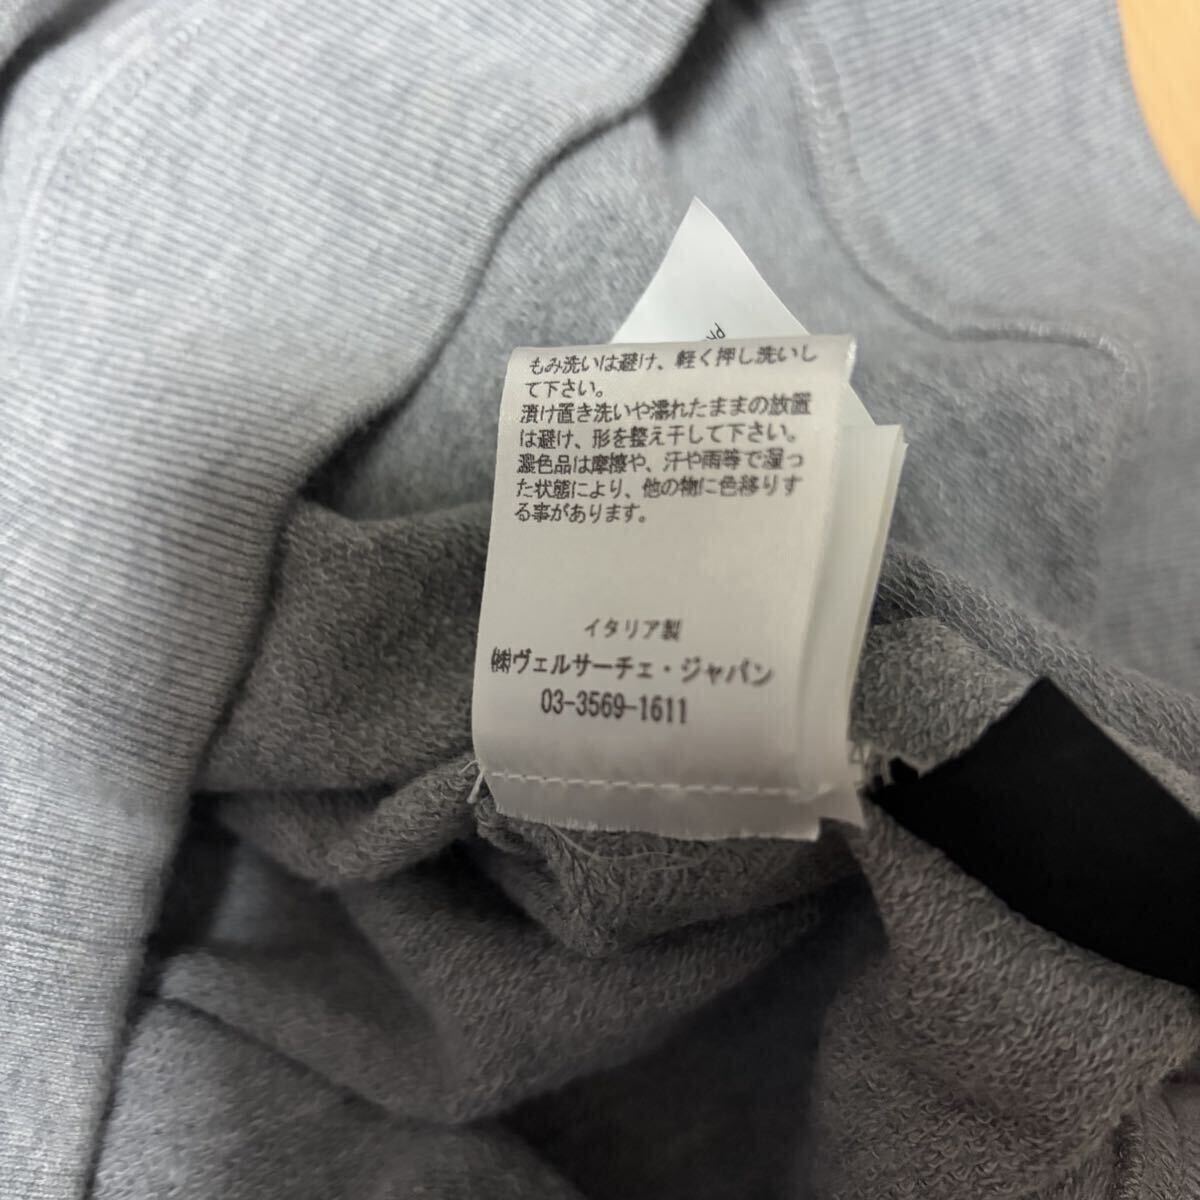 もみ洗いは避け、軽く押し洗いし
て下さい。
漬け置き洗いや濡れたままの放置
は避け、形を整え干して下さい。
濃色品は摩擦や、汗や雨等で湿っ
た状態により、他の物に色移りす
る事があります。
イタリア製
㈱ヴェルサーチェ・ジャパン
03-3569-1611